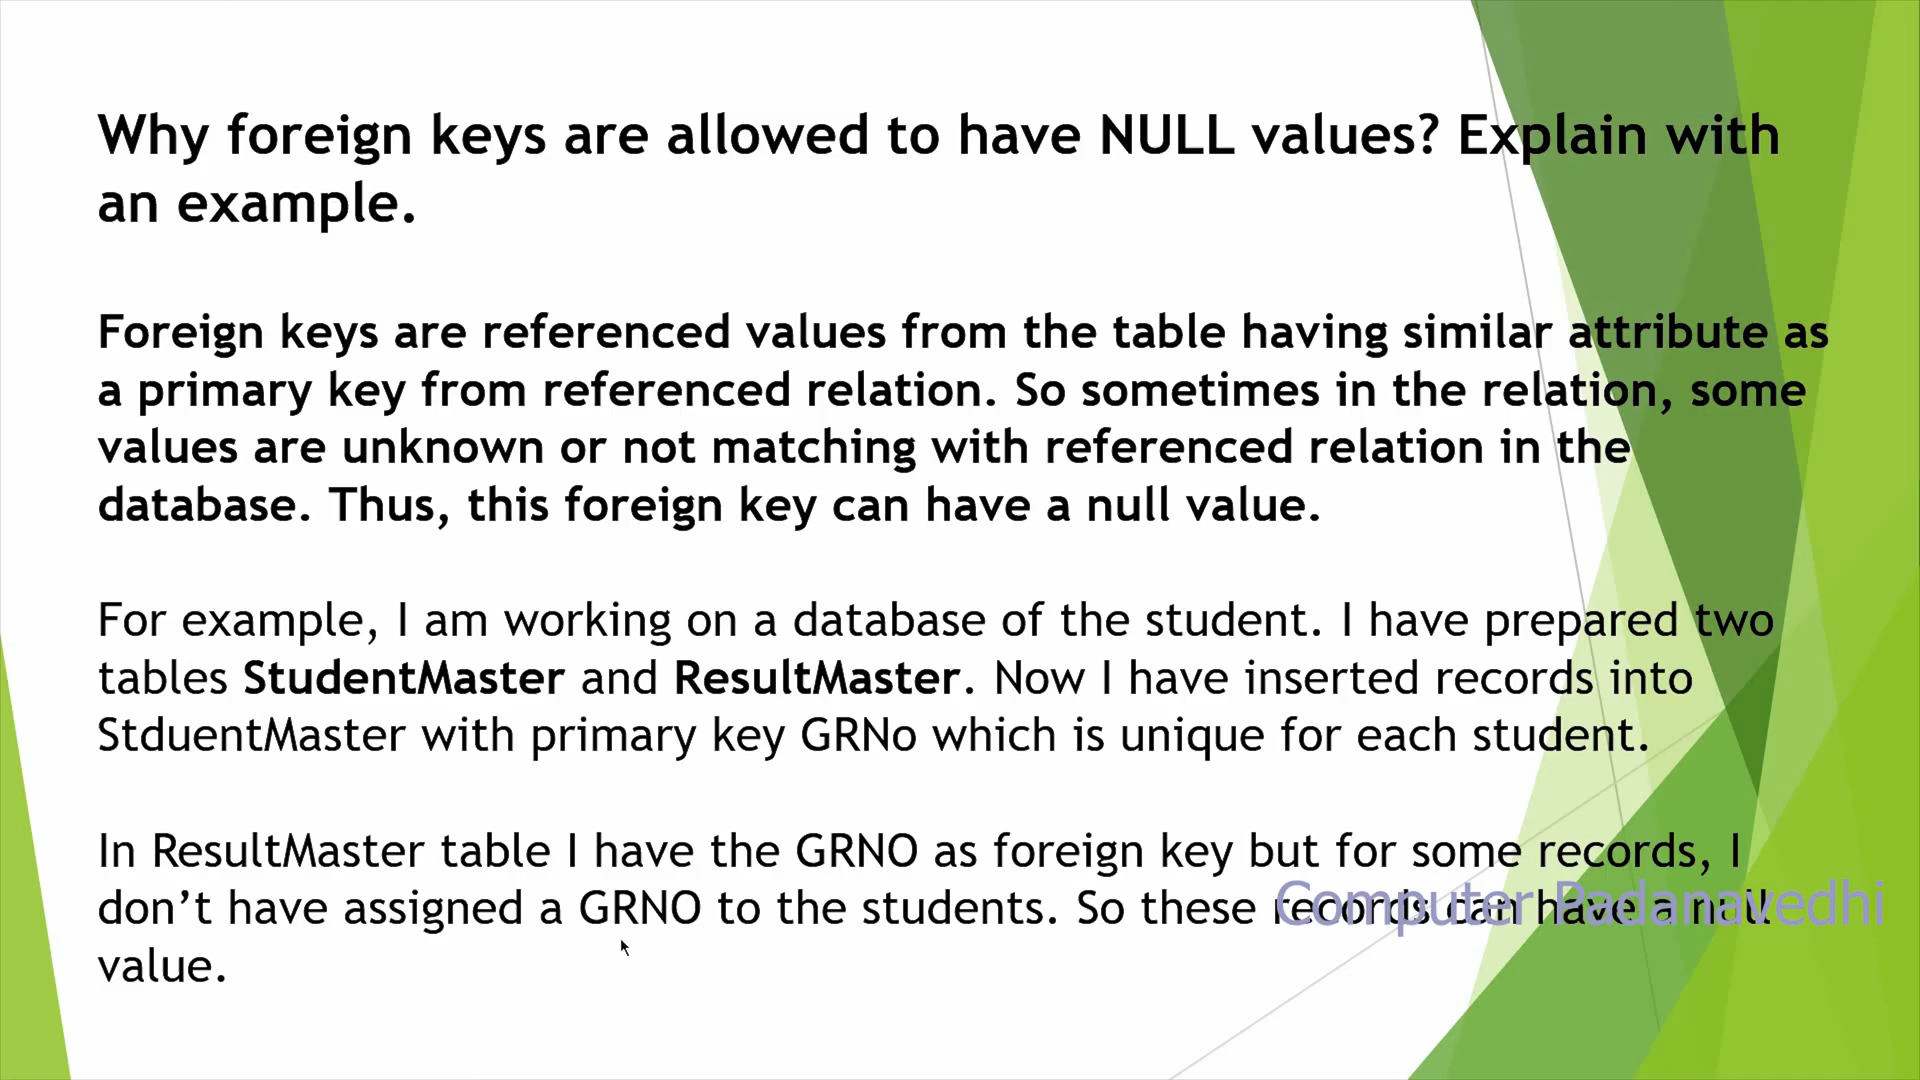 Why foreign keys are allowed to have NULL values? Explain with
an example.
Foreign keys are referenced values from the table having similar attribute as
a primary key from referenced relation. So sometimes in the relation, some
values are unknown or not matching with referenced relation in the
database. Thus, this foreign key can have a null value.
For example, I am working on a database of the student. I have prepared two
tables StudentMaster and ResultMaster. Now I have inserted records into
StduentMaster with primary key GRNo which is unique for each student.
In ResultMaster table I have the GRNO as foreign key but for some records, I
don’t have assigned a GRNO to the students. So these records can have a null
value.
Computer Padanavedhi